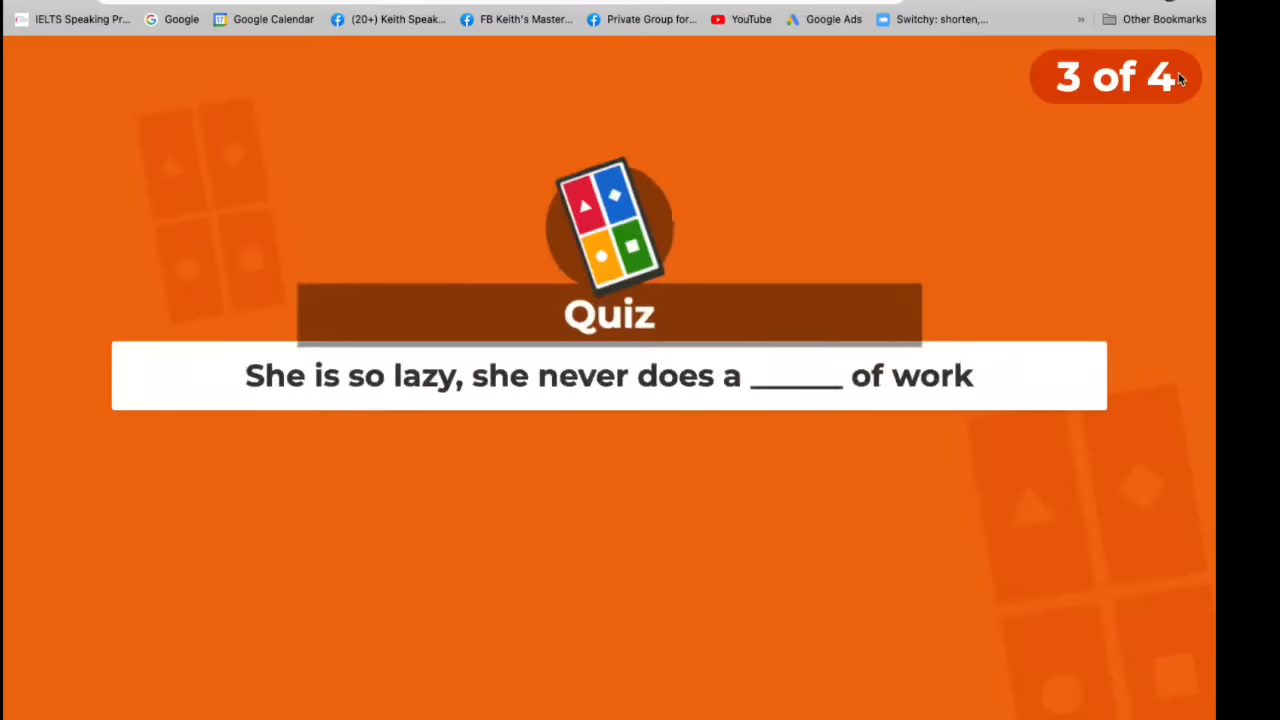 IELTS Speaking Pr... Google Google Calendar (20+) Keith Speak... FB Keith's Master... Private Group for... YouTube Google Ads Switchy: shorten,... » Other Bookmarks
3 of 4
Quiz
She is so lazy, she never does a ______ of work